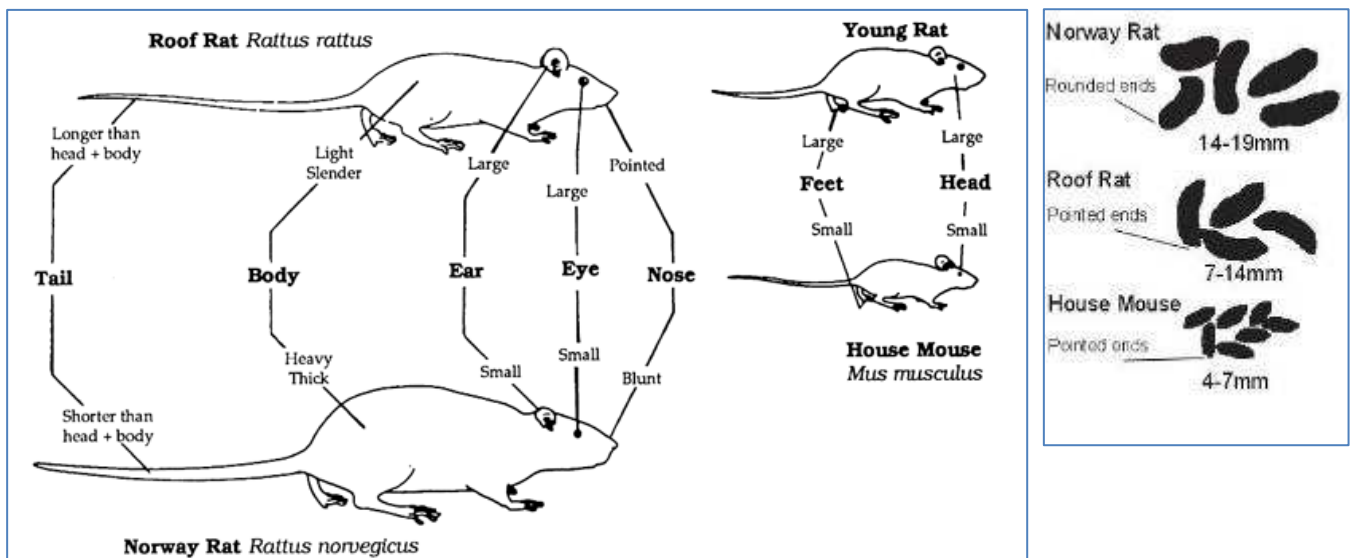 Roof Rat Rattus rattus
Longer than
head + body
Light
Slender
Large
Large
Pointed
Tail
Body
Ear
Eye
Nose
Heavy
Thick
Small
Small
Blunt
Shorter than
head + body
Norway Rat Rattus norvegicus
Young Rat
Large
Large
Feet
Head
Small
Small
House Mouse
Mus musculus
Norway Rat
Rounded ends
14-19mm
Roof Rat
Pointed ends
7-14mm
House Mouse
Pointed ends
4-7mm